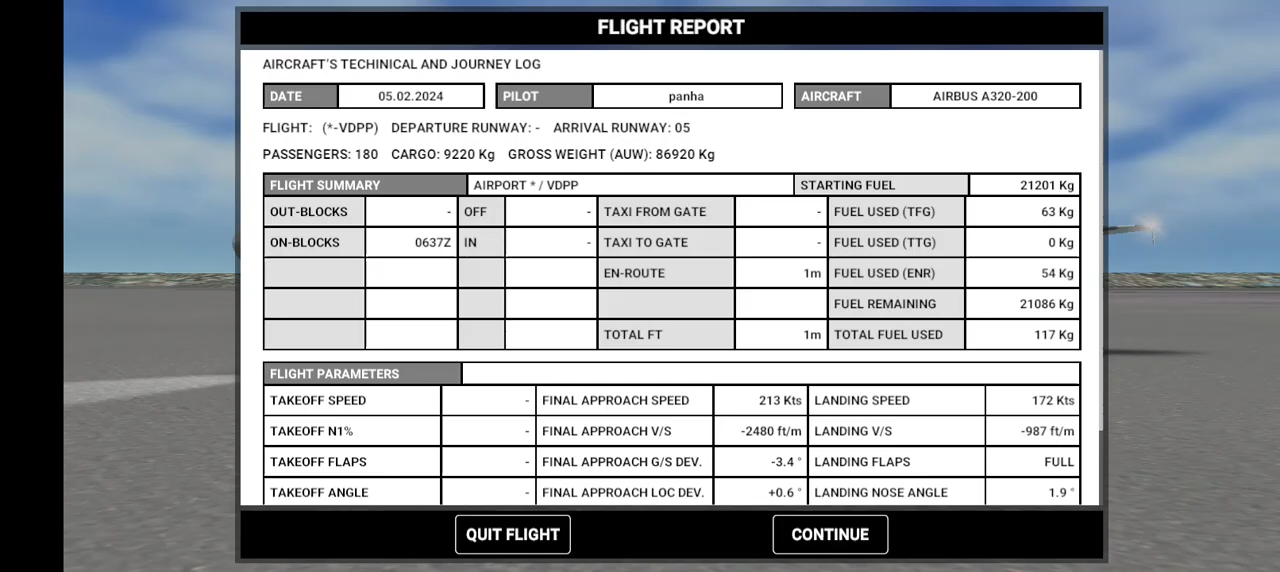 FLIGHT REPORT
AIRCRAFT'S TECHINICAL AND JOURNEY LOG
DATE 05.02.2024 PILOT panha AIRCRAFT AIRBUS A320-200
FLIGHT: (*-VDPP) DEPARTURE RUNWAY: - ARRIVAL RUNWAY: 05
PASSENGERS: 180 CARGO: 9220 Kg GROSS WEIGHT (AUW): 86920 Kg
FLIGHT SUMMARY AIRPORT * / VDPP STARTING FUEL 21201 Kg
OUT-BLOCKS - OFF - TAXI FROM GATE - FUEL USED (TFG) 63 Kg
ON-BLOCKS 0637Z IN - TAXI TO GATE - FUEL USED (TTG) 0 Kg
EN-ROUTE 1m FUEL USED (ENR) 54 Kg
FUEL REMAINING 21086 Kg
TOTAL FT 1m TOTAL FUEL USED 117 Kg
FLIGHT PARAMETERS
TAKEOFF SPEED - FINAL APPROACH SPEED 213 Kts LANDING SPEED 172 Kts
TAKEOFF N1% - FINAL APPROACH V/S -2480 ft/m LANDING V/S -987 ft/m
TAKEOFF FLAPS - FINAL APPROACH G/S DEV. -3.4 ° LANDING FLAPS FULL
TAKEOFF ANGLE - FINAL APPROACH LOC DEV. +0.6 ° LANDING NOSE ANGLE 1.9 °
QUIT FLIGHT CONTINUE